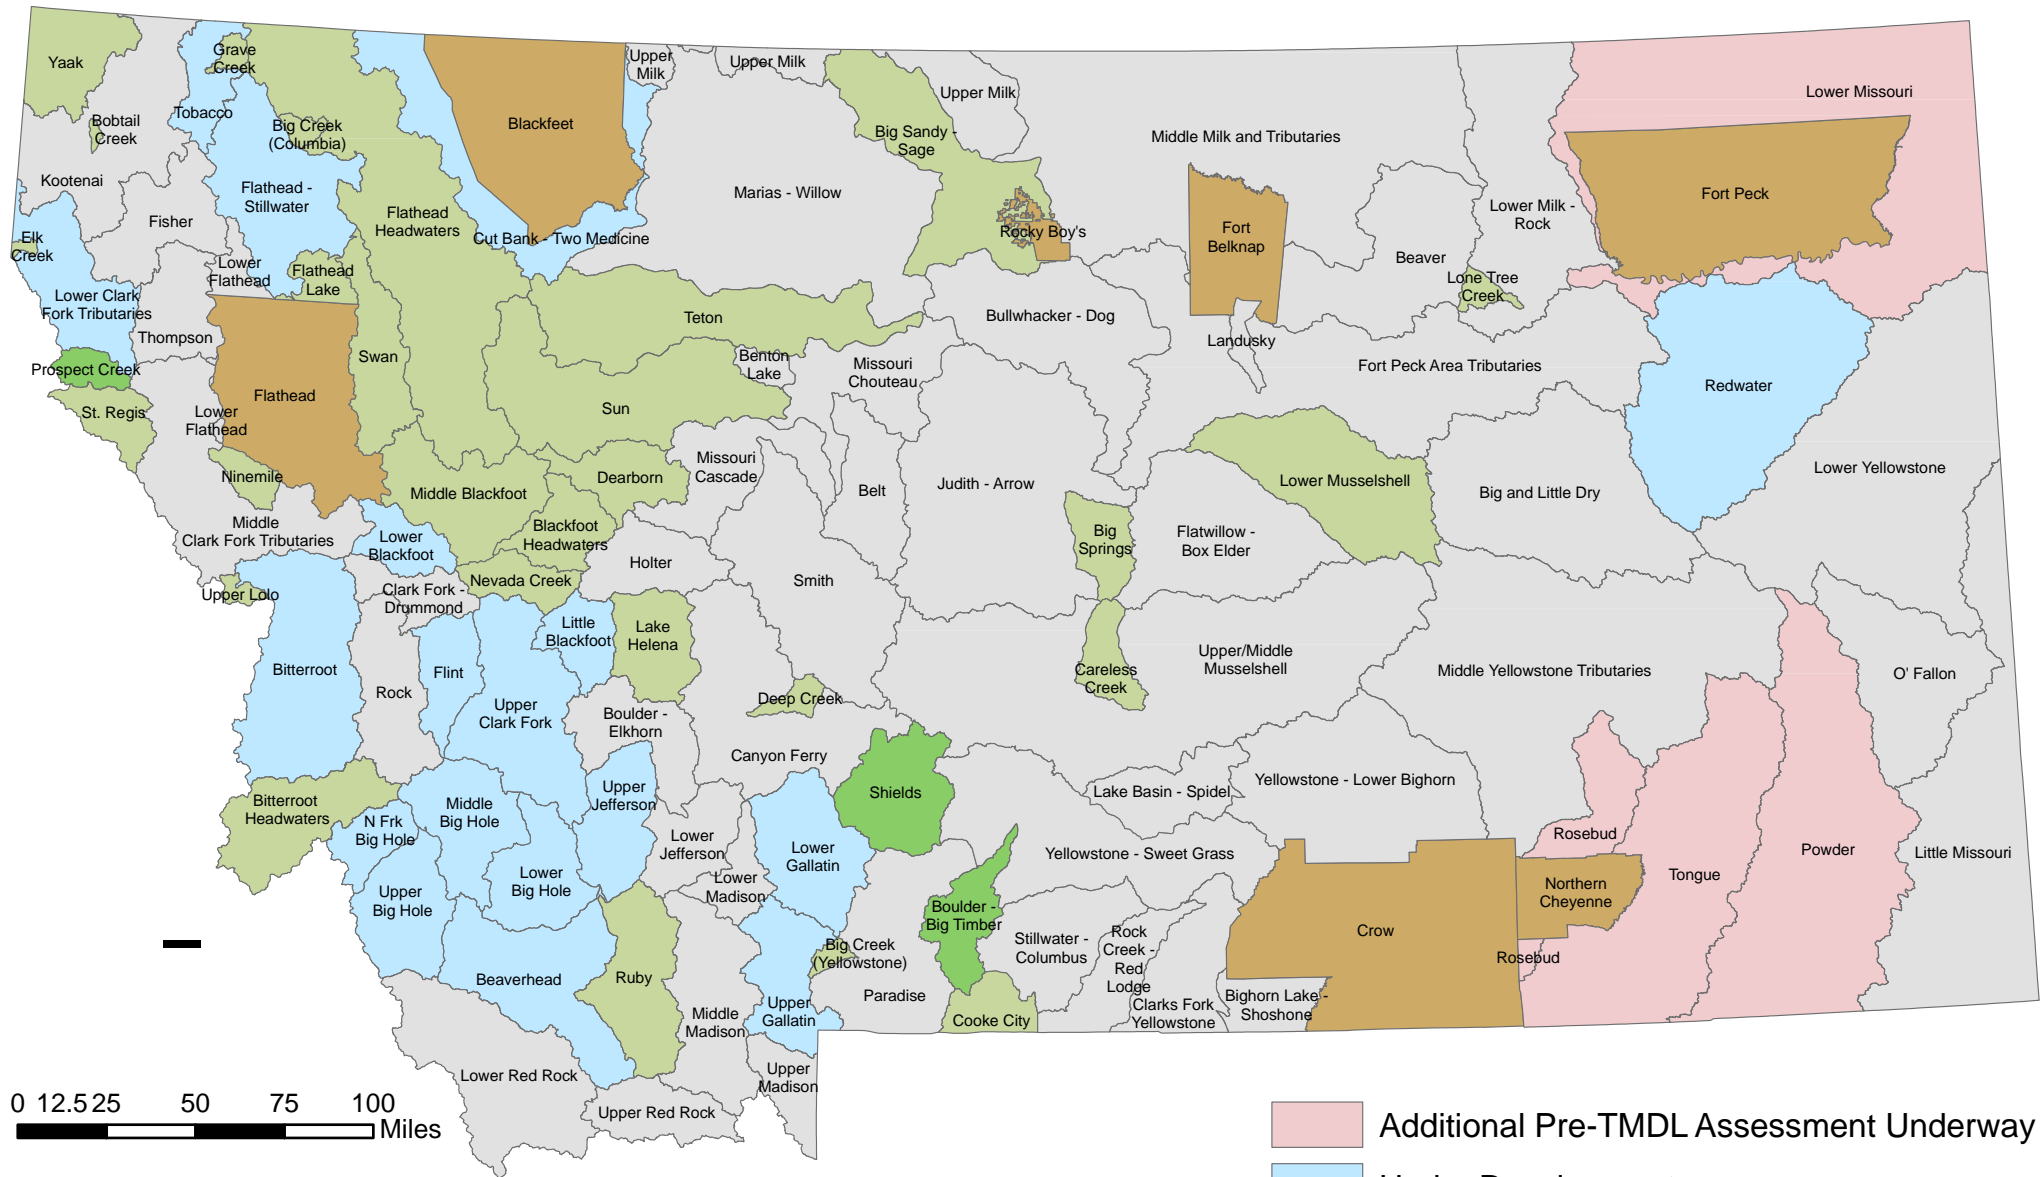 Yaak
Grave
Creek
Bobtail
Creek
Tobacco
Big Creek
(Columbia)
Blackfeet
Upper
Milk
Upper Milk
Upper Milk
Big Sandy -
Sage
Middle Milk and Tributaries
Lower Missouri
Kootenai
Fisher
Flathead -
Stillwater
Flathead
Headwaters
Cut Bank - Two Medicine
Marias - Willow
Rocky Boy's
Fort
Belknap
Beaver
Lower Milk -
Rock
Fort Peck
Elk
Creek
Lower
Flathead
Flathead
Lake
Lower Clark
Fork Tributaries
Thompson
Lone Tree
Creek
Teton
Bullwhacker - Dog
Landusky
Prospect Creek
Swan
Benton
Lake
Missouri
Chouteau
Fort Peck Area Tributaries
Redwater
St. Regis
Lower
Flathead
Flathead
Sun
Ninemile
Middle Blackfoot
Dearborn
Missouri
Cascade
Belt
Judith - Arrow
Lower Musselshell
Big and Little Dry
Lower Yellowstone
Middle
Clark Fork Tributaries
Lower
Blackfoot
Blackfoot
Headwaters
Big
Springs
Flatwillow -
Box Elder
Upper Lolo
Clark Fork -
Drummond
Nevada Creek
Holter
Smith
Bitterroot
Rock
Flint
Little
Blackfoot
Lake
Helena
Careless
Creek
Upper/Middle
Musselshell
Middle Yellowstone Tributaries
O' Fallon
Upper
Clark Fork
Boulder -
Elkhorn
Deep Creek
Canyon Ferry
Bitterroot
Headwaters
N Frk
Big Hole
Middle
Big Hole
Upper
Jefferson
Shields
Lake Basin - Spidel
Yellowstone - Lower Bighorn
Lower
Jefferson
Lower
Gallatin
Yellowstone - Sweet Grass
Rosebud
Powder
Little Missouri
Upper
Big Hole
Lower
Big Hole
Lower
Madison
Boulder -
Big Timber
Northern
Cheyenne
Tongue
Beaverhead
Ruby
Big Creek
(Yellowstone)
Stillwater -
Columbus
Rock
Creek -
Red
Lodge
Crow
Rosebud
Middle
Madison
Upper
Gallatin
Paradise
Cooke City
Clarks Fork
Yellowstone
Bighorn Lake -
Shoshone
Lower Red Rock
Upper Red Rock
Upper
Madison
0 12.5 25 50 75 100
Miles
Additional Pre-TMDL Assessment Underway